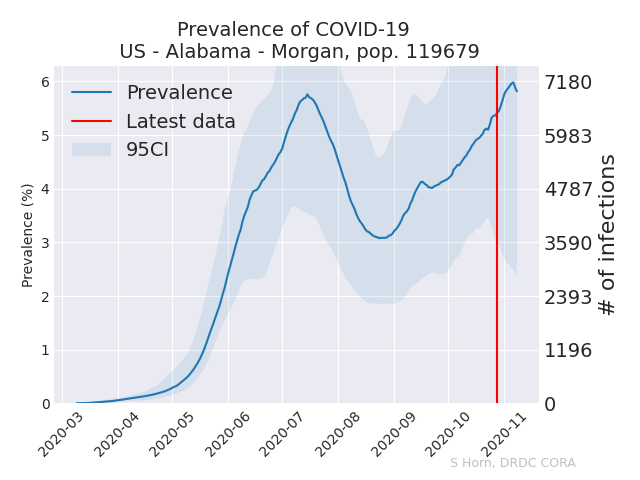 Prevalence of COVID-19
US - Alabama - Morgan, pop. 119679
Prevalence
Latest data
95CI
Prevalence (%)
6
5
4
3
2
1
0
7180
5983
4787
3590
2393
1196
0
# of infections
2020-03
2020-04
2020-05
2020-06
2020-07
2020-08
2020-09
2020-10
2020-11
S Horn, DRDC CORA